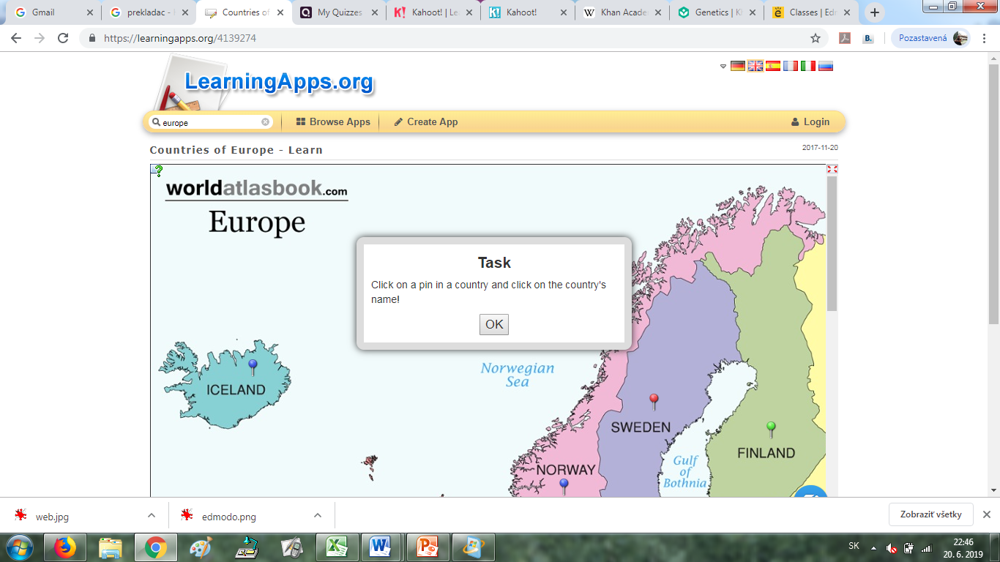 Gmail
prekladac -
Countries of
My Quizzes
Kahoot! | Le
Kahoot!
Khan Acade
Genetics | K
Classes | Edr
https://learningapps.org/4139274
B.
Pozastavená
LearningApps.org
europe
Browse Apps
Create App
Login
Countries of Europe - Learn
2017-11-20
worldatlasbook.com
Europe
Task
Click on a pin in a country and click on the country's
name!
OK
Norwegian
Sea
ICELAND
SWEDEN
FINLAND
NORWAY
Gulf
of
Bothnia
web.jpg
edmodo.png
Zobraziť všetky
SK
22:46
20. 6. 2019